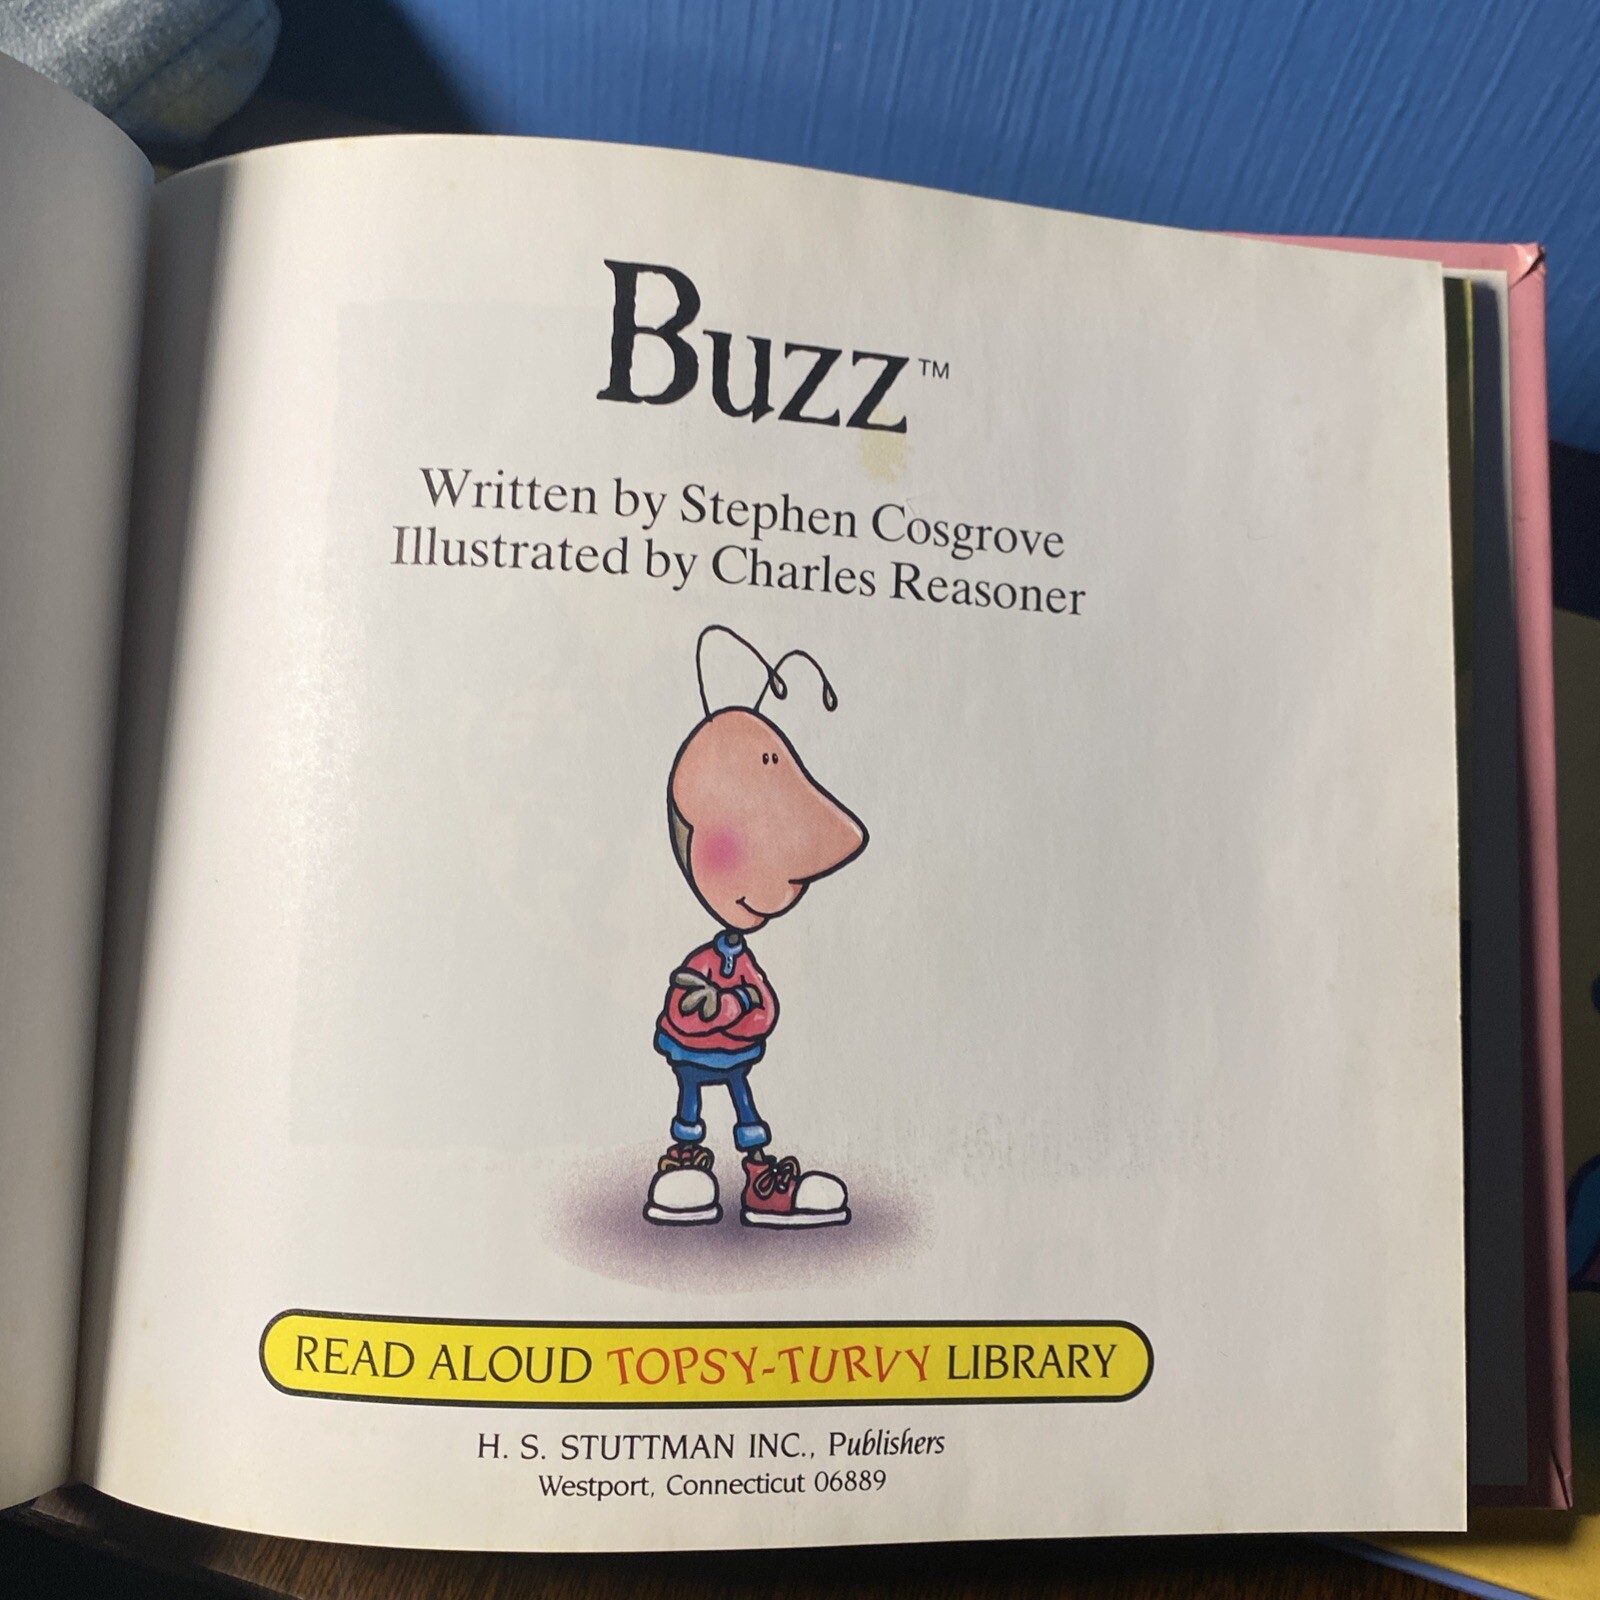 Buzz™
Written by Stephen Cosgrove
Illustrated by Charles Reasoner
READ ALOUD TOPSY-TURVY LIBRARY
H. S. STUTTMAN INC., Publishers
Westport, Connecticut 06889